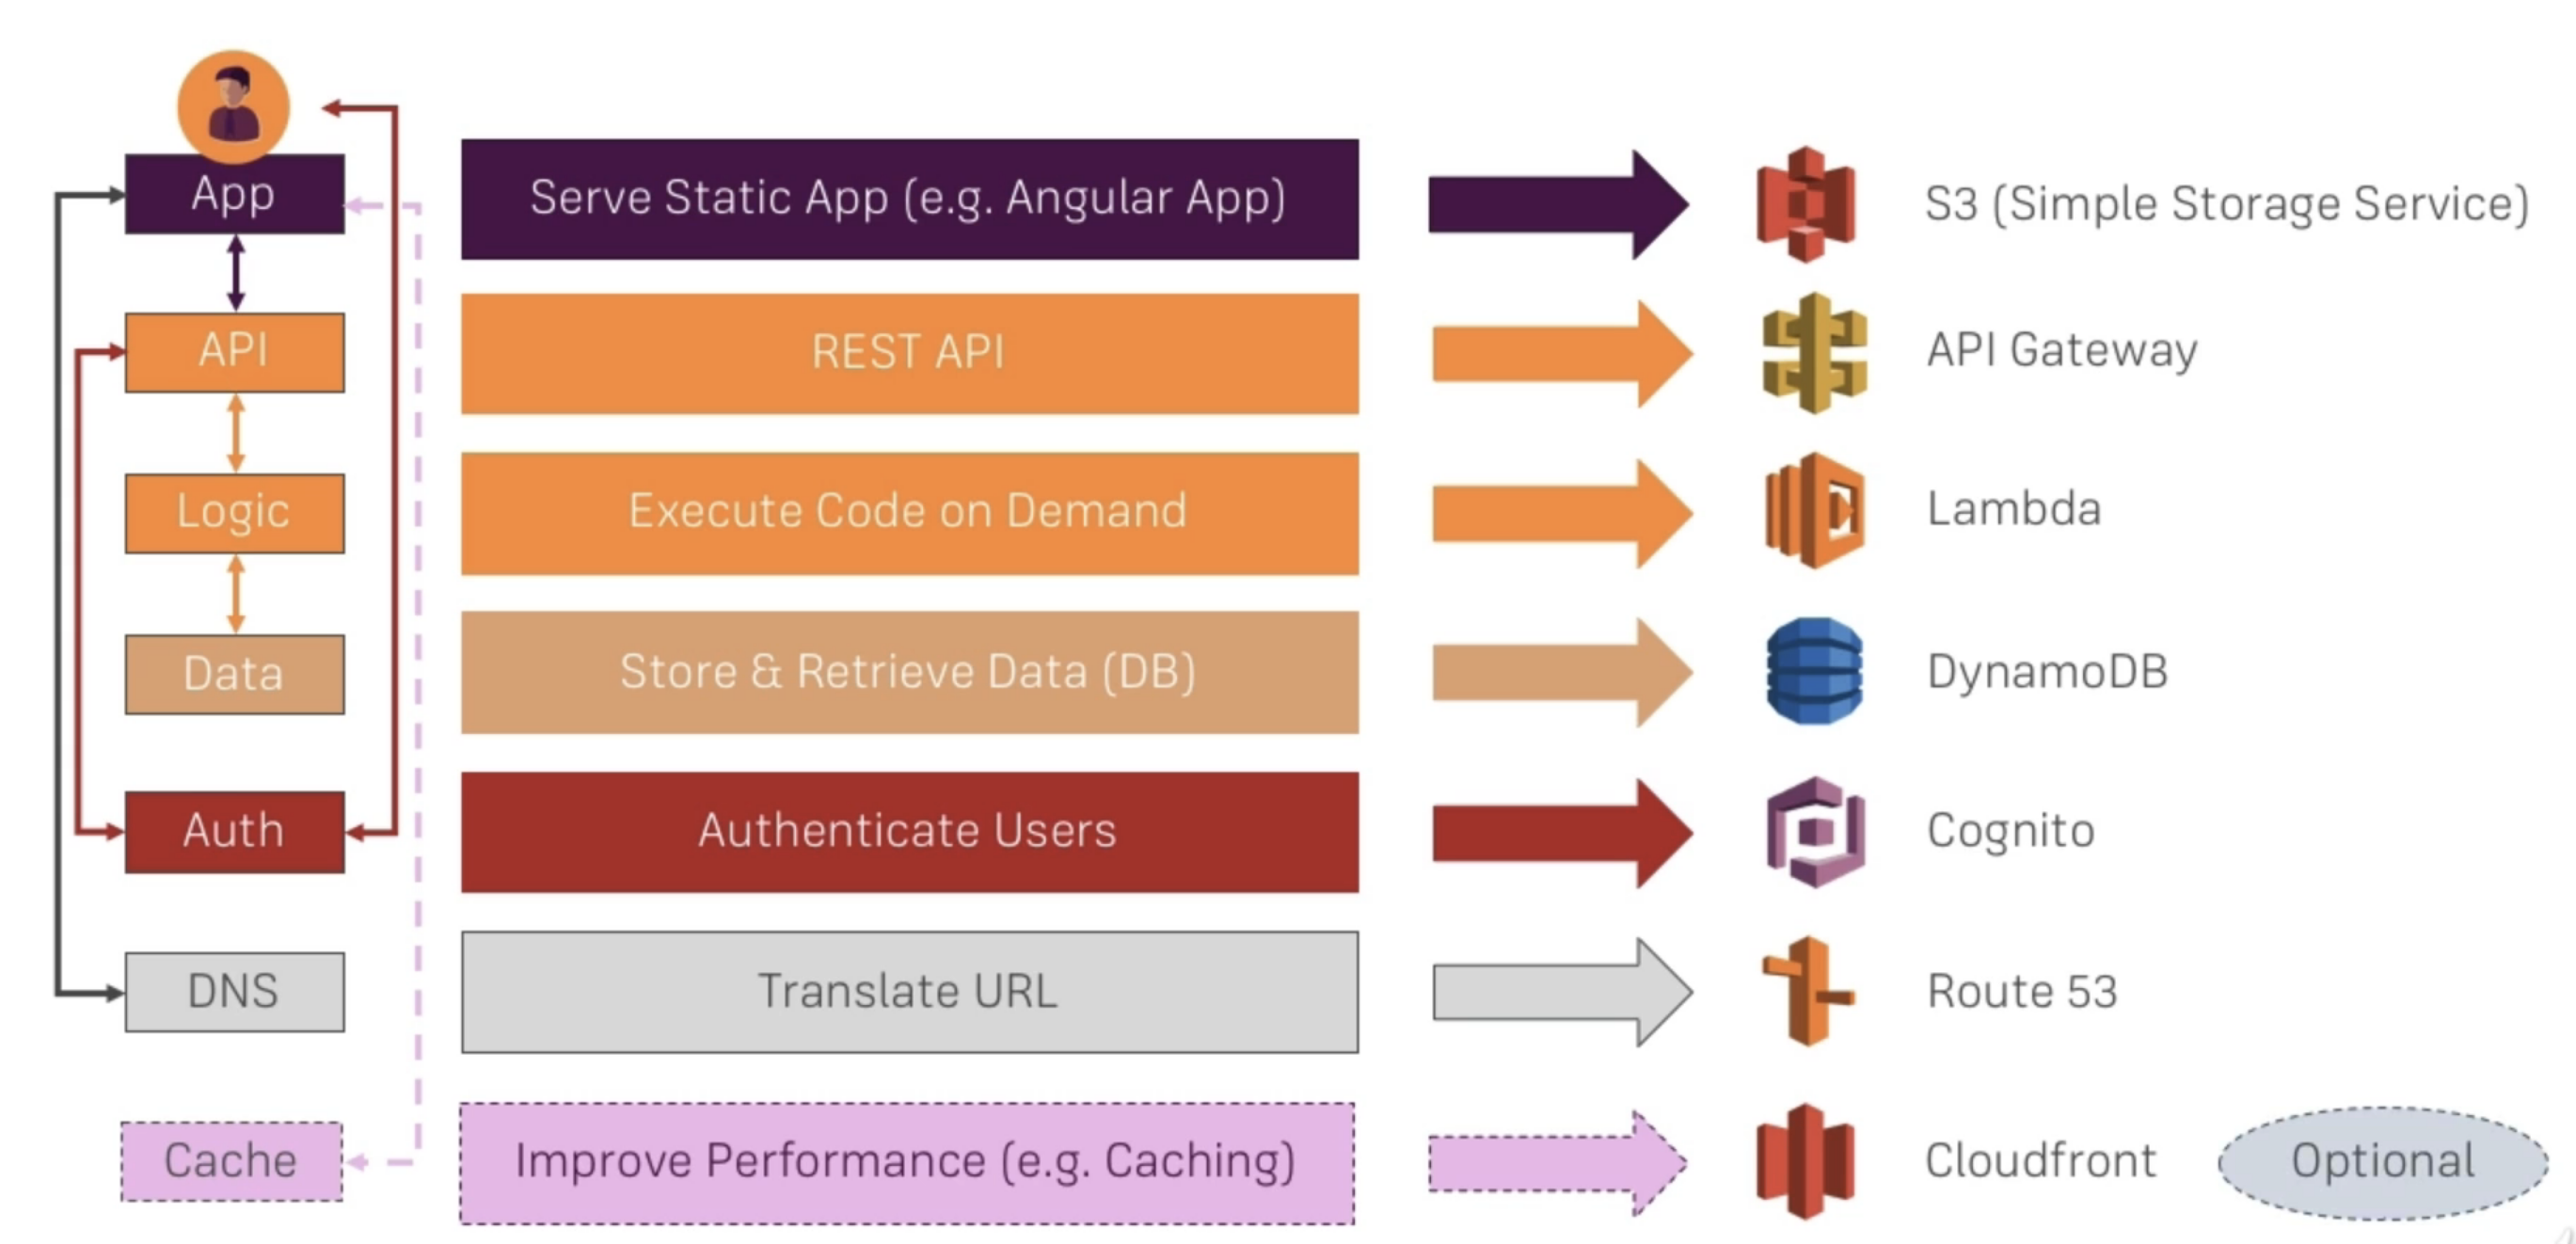 App
Serve Static App (e.g. Angular App)
S3 (Simple Storage Service)
API
REST API
API Gateway
Logic
Execute Code on Demand
Lambda
Data
Store & Retrieve Data (DB)
DynamoDB
Auth
Authenticate Users
Cognito
DNS
Translate URL
Route 53
Cache
Improve Performance (e.g. Caching)
Cloudfront
Optional